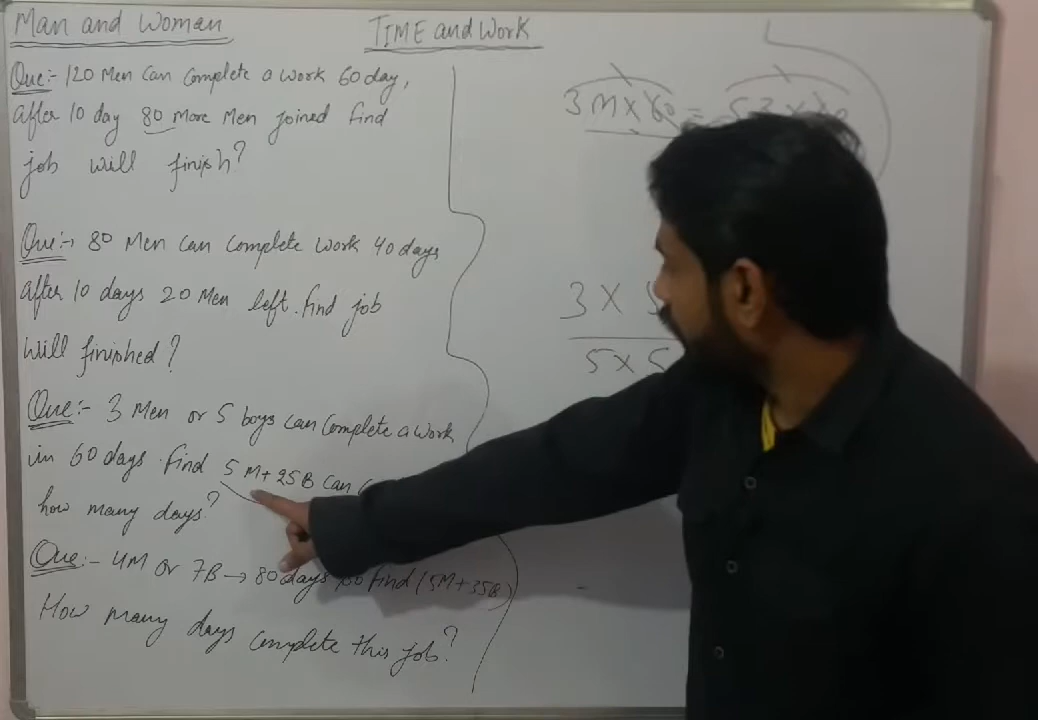 Man and Woman
TIME and Work
Que:- 120 Men can complete a work 60 day,
after 10 day 80 more Men joined find
job will finish?
Que:- 80 Men can complete work 40 days
after 10 days 20 Men left. find job
will finished?
Que:- 3 Men or 5 boys can complete a work
in 60 days. find 5M+25B can
how many days?
Que:- 4M or 7B → 80 days find (5M+35B)
How many days complete this job?
3M×60 =
3×
5×5